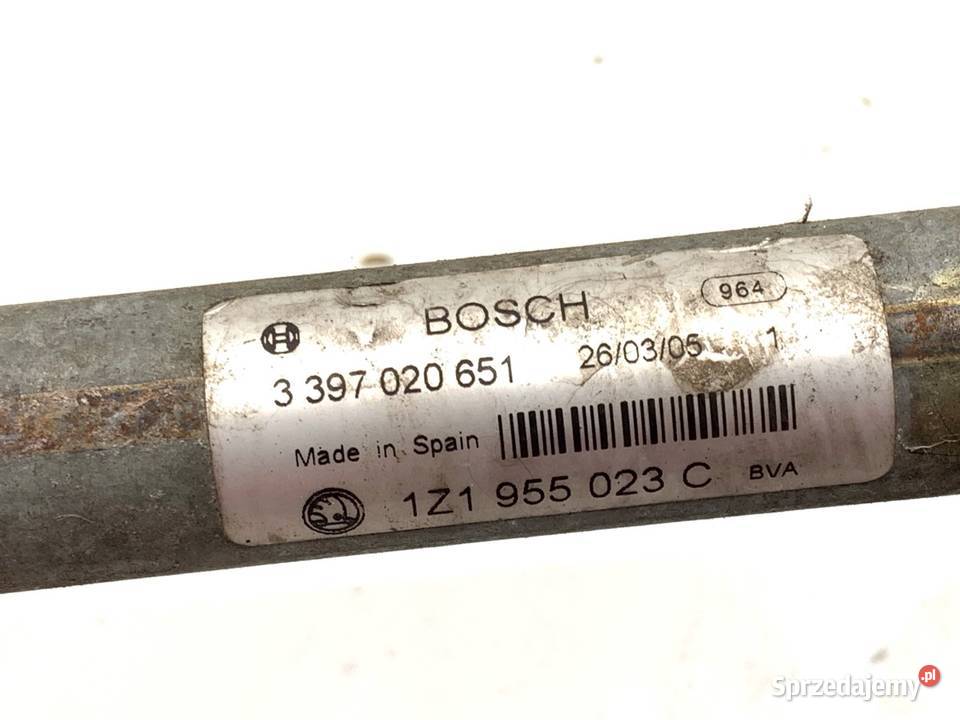 964
BOSCH
3 397 020 651 26/03/05 1
Made in Spain
1Z1 955 023 C BVA
Sprzedajemy.pl